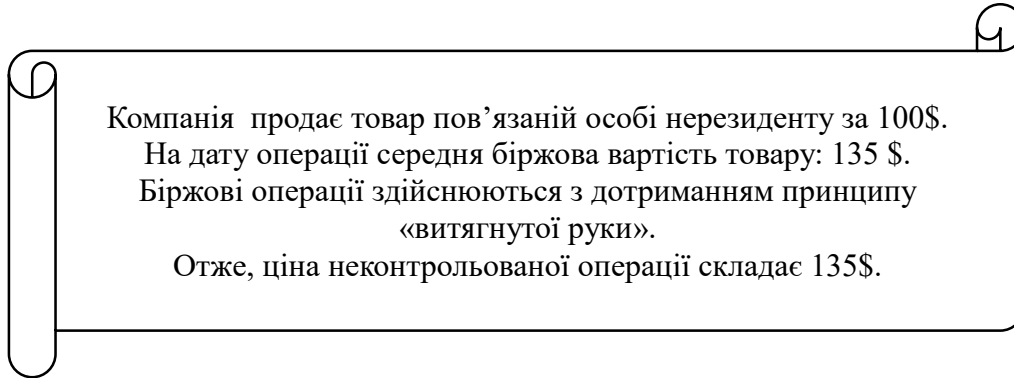 Компанія  продає товар пов’язаній особі нерезиденту за 100$.
На дату операції середня біржова вартість товару: 135 $.
Біржові операції здійснюються з дотриманням принципу
«витягнутої руки».
Отже, ціна неконтрольованої операції складає 135$.